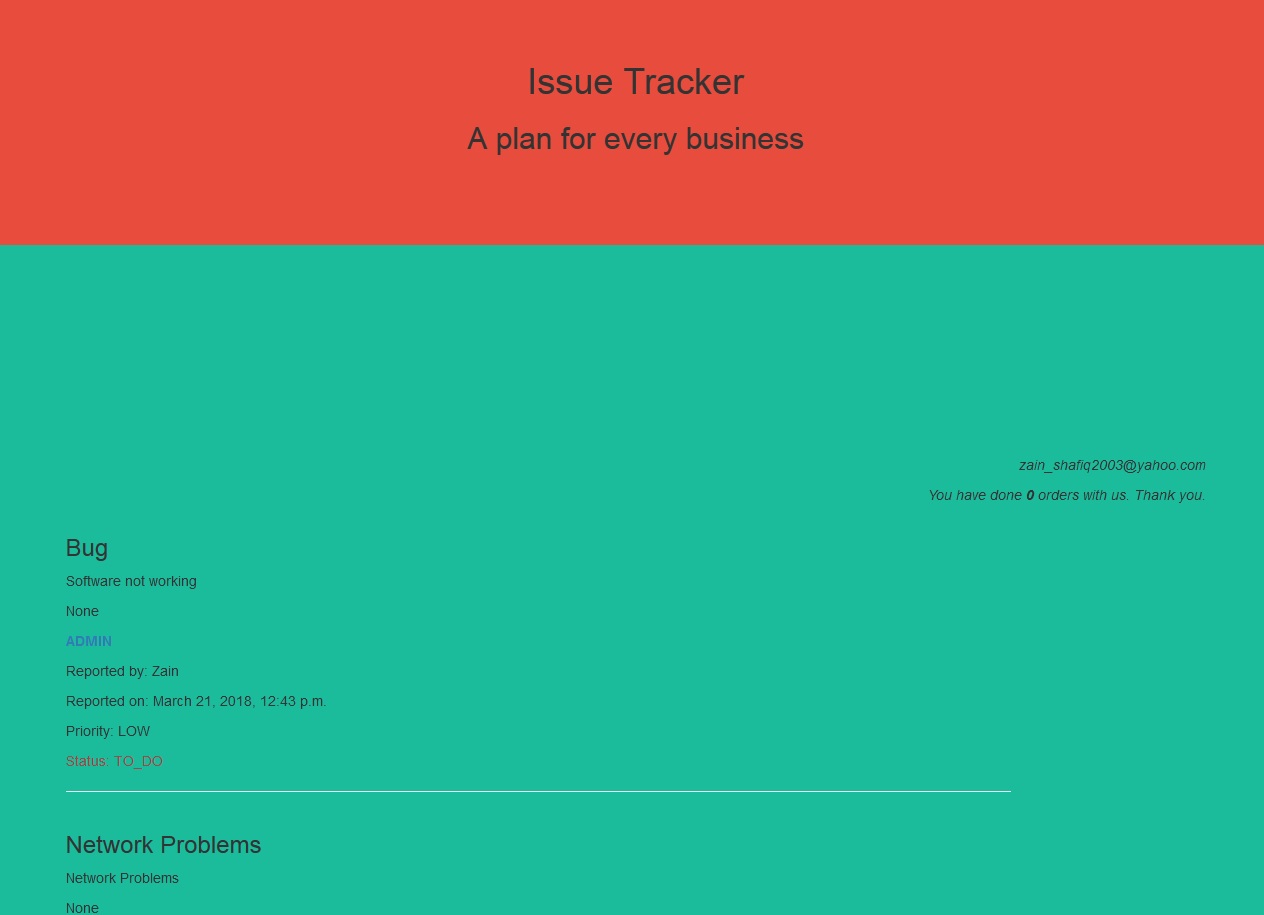 Issue Tracker
A plan for every business
zain_shafiq2003@yahoo.com
You have done 0 orders with us. Thank you.
Bug
Software not working
None
ADMIN
Reported by: Zain
Reported on: March 21, 2018, 12:43 p.m.
Priority: LOW
Status: TO_DO
Network Problems
Network Problems
None